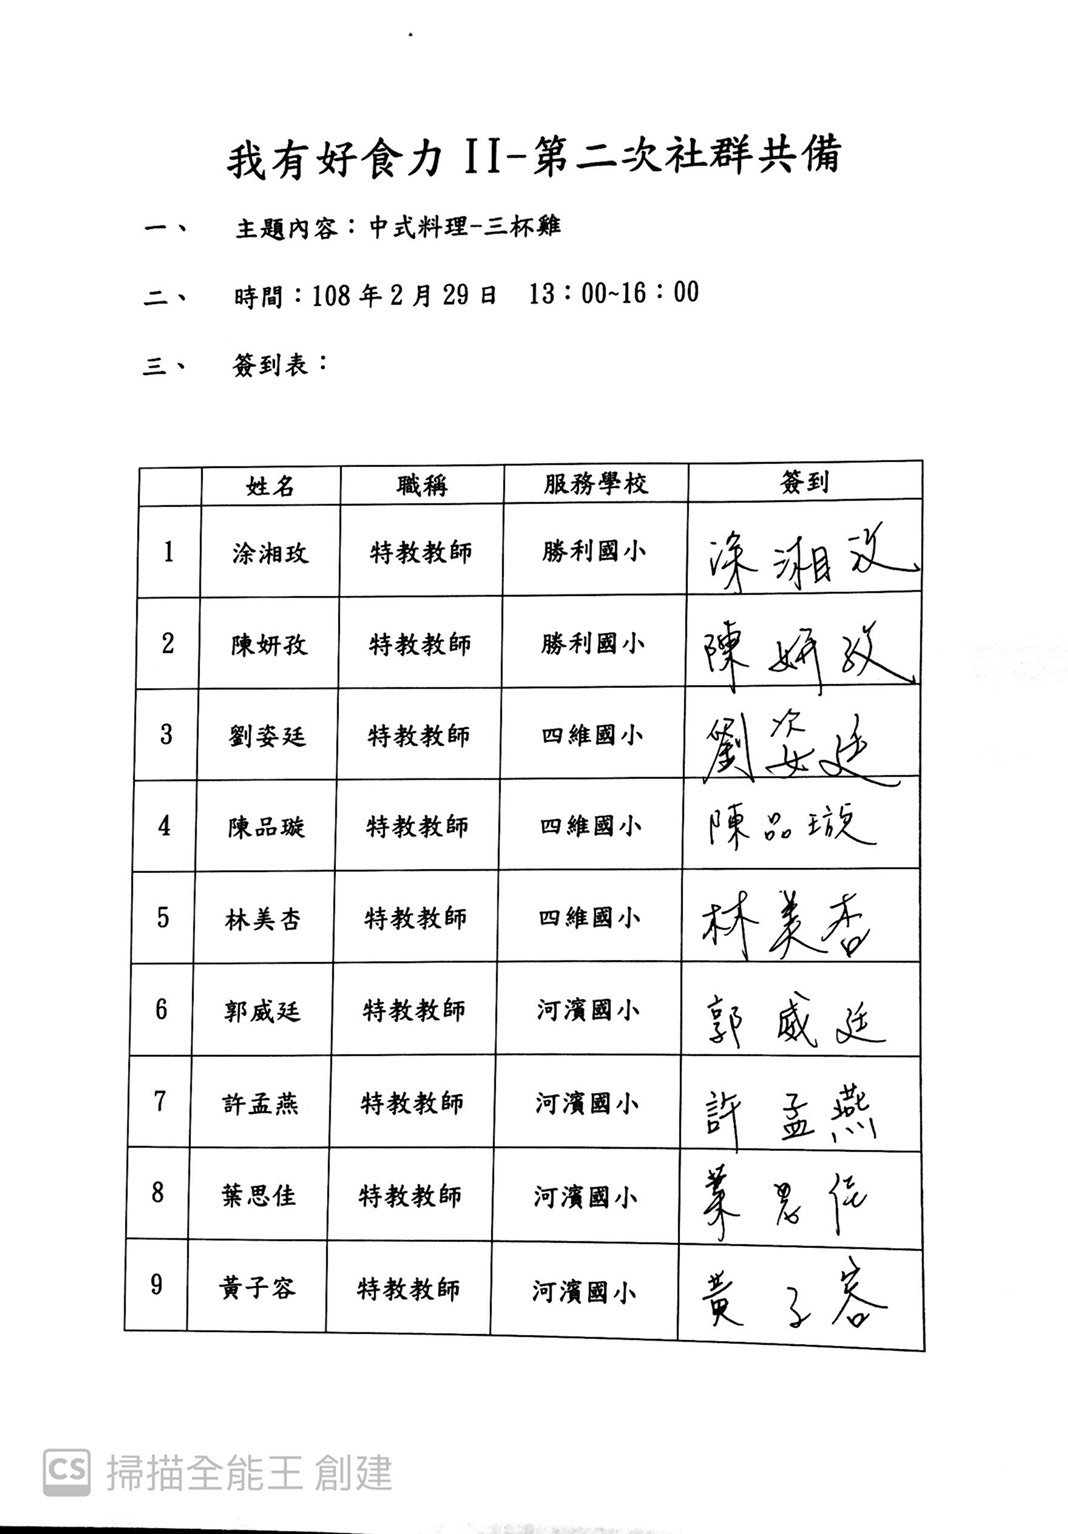 我有好食力 II-第二次社群共備
一、 主題內容：中式料理-三杯雞
二、 時間：108 年 2 月 29 日 13：00~16：00
三、 簽到表：
姓名 職稱 服務學校 簽到
1 涂湘玫 特教教師 勝利國小 涂湘玫
2 陳妍孜 特教教師 勝利國小 陳妍孜
3 劉姿廷 特教教師 四維國小 劉姿廷
4 陳品璇 特教教師 四維國小 陳品璇
5 林美杏 特教教師 四維國小 林美杏
6 郭威廷 特教教師 河濱國小 郭威廷
7 許孟燕 特教教師 河濱國小 許孟燕
8 葉思佳 特教教師 河濱國小 葉思佳
9 黃子容 特教教師 河濱國小 黃子容
CS 掃描全能王 創建